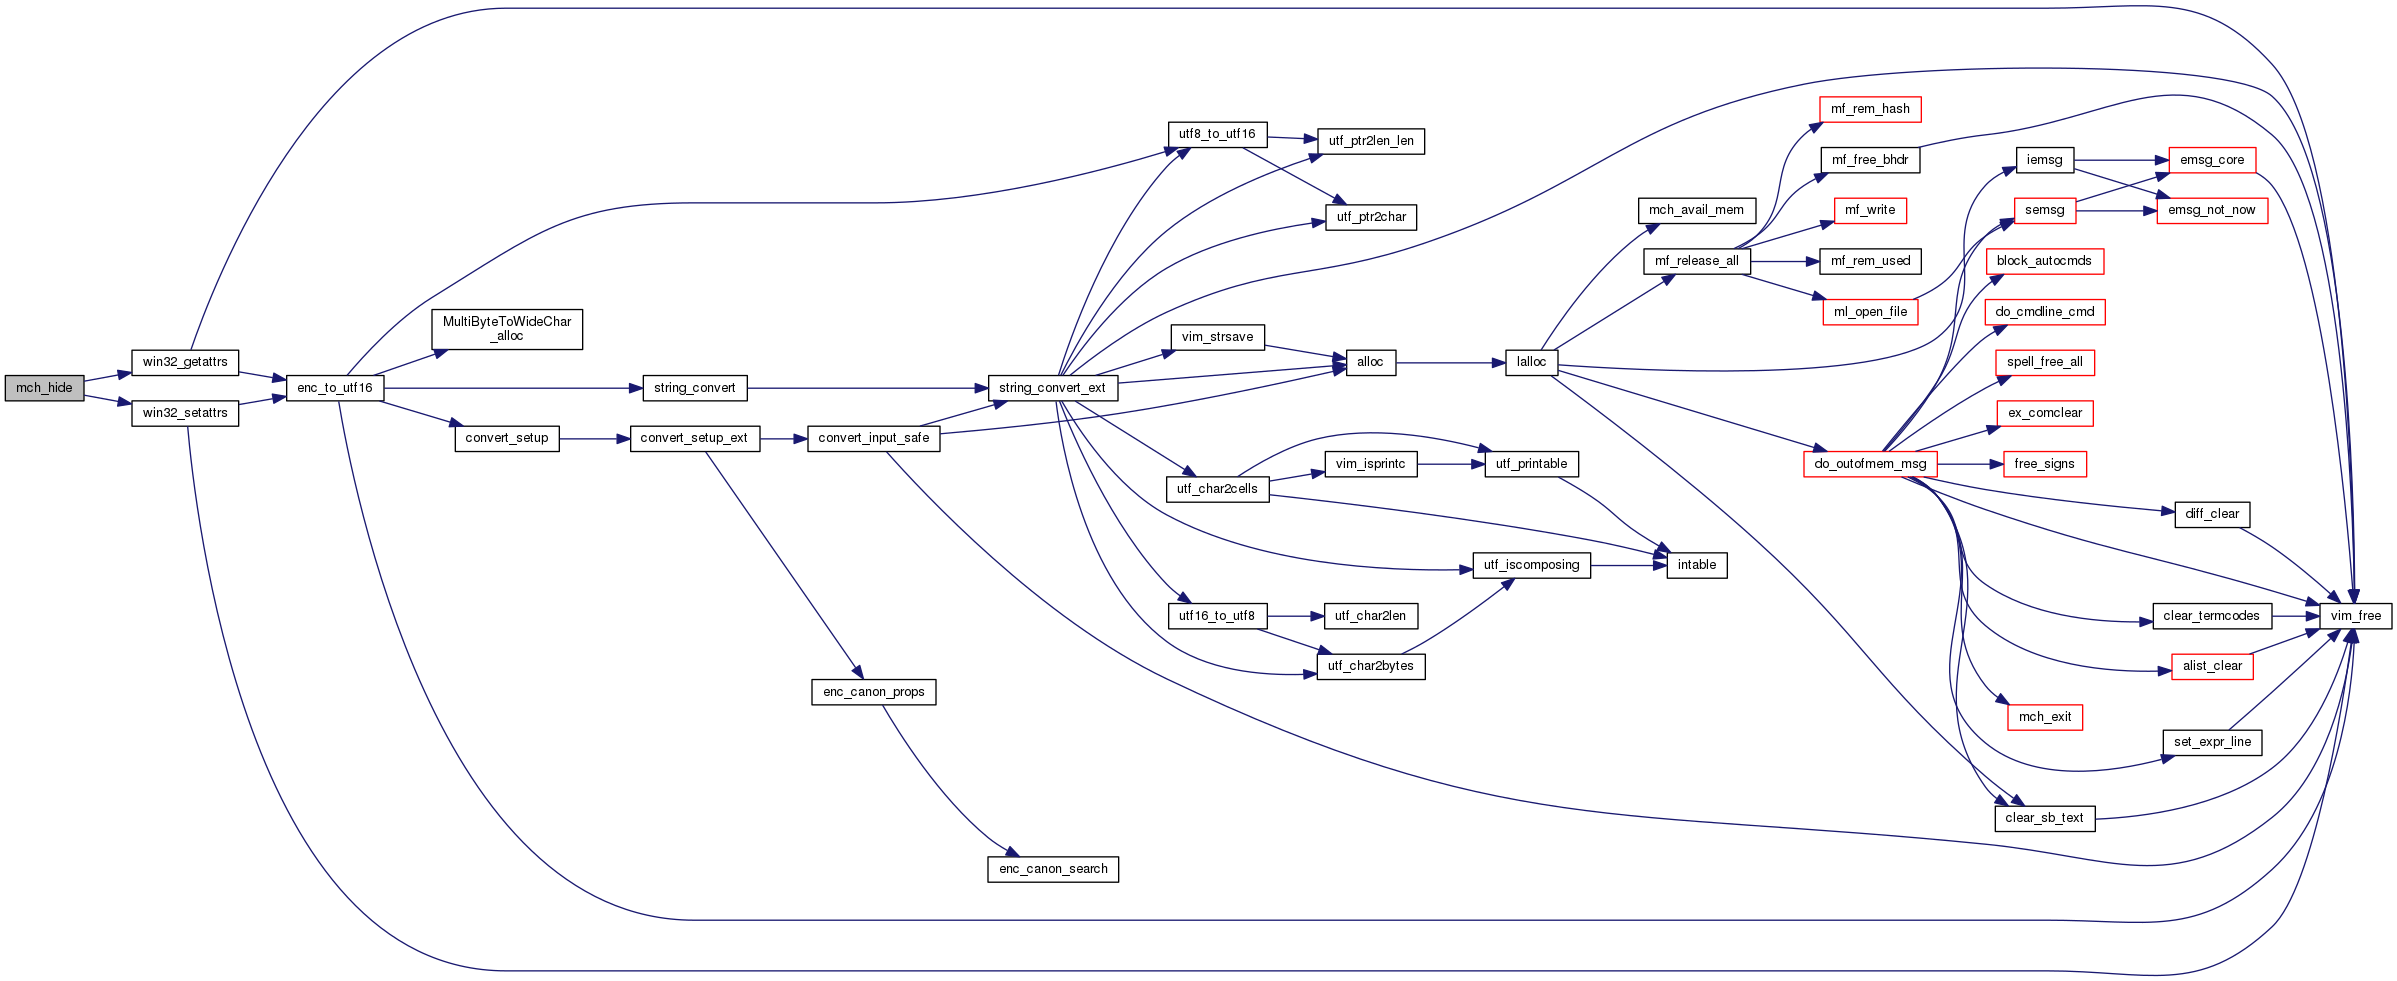 mch_hide
win32_getattrs
win32_setattrs
enc_to_utf16
MultiByteToWideChar
_alloc
string_convert
convert_setup
convert_setup_ext
convert_input_safe
enc_canon_props
enc_canon_search
string_convert_ext
utf8_to_utf16
utf_ptr2len_len
utf_ptr2char
vim_strsave
alloc
utf_char2cells
vim_isprintc
utf_printable
utf_iscomposing
intable
utf16_to_utf8
utf_char2len
utf_char2bytes
lalloc
mch_avail_mem
mf_release_all
mf_rem_hash
mf_free_bhdr
mf_write
mf_rem_used
ml_open_file
do_outofmem_msg
iemsg
semsg
emsg_core
emsg_not_now
block_autocmds
do_cmdline_cmd
spell_free_all
ex_comclear
free_signs
diff_clear
clear_termcodes
alist_clear
mch_exit
set_expr_line
clear_sb_text
vim_free